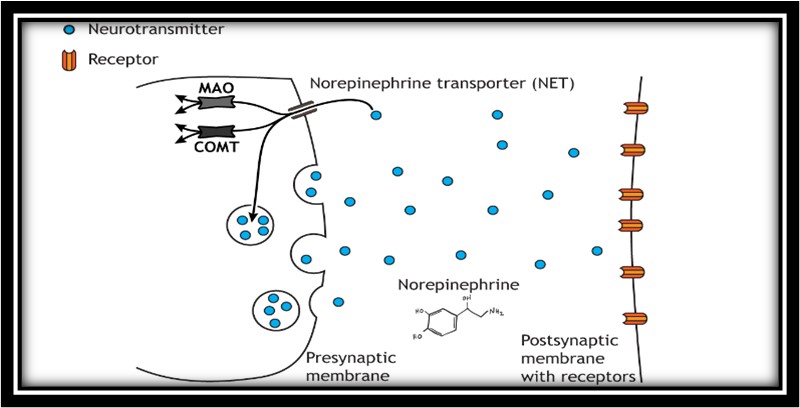 Neurotransmitter
Receptor
Norepinephrine transporter (NET)
MAO
COMT
Norepinephrine
OH
HO
NH₂
HO
Presynaptic
membrane
Postsynaptic
membrane
with receptors